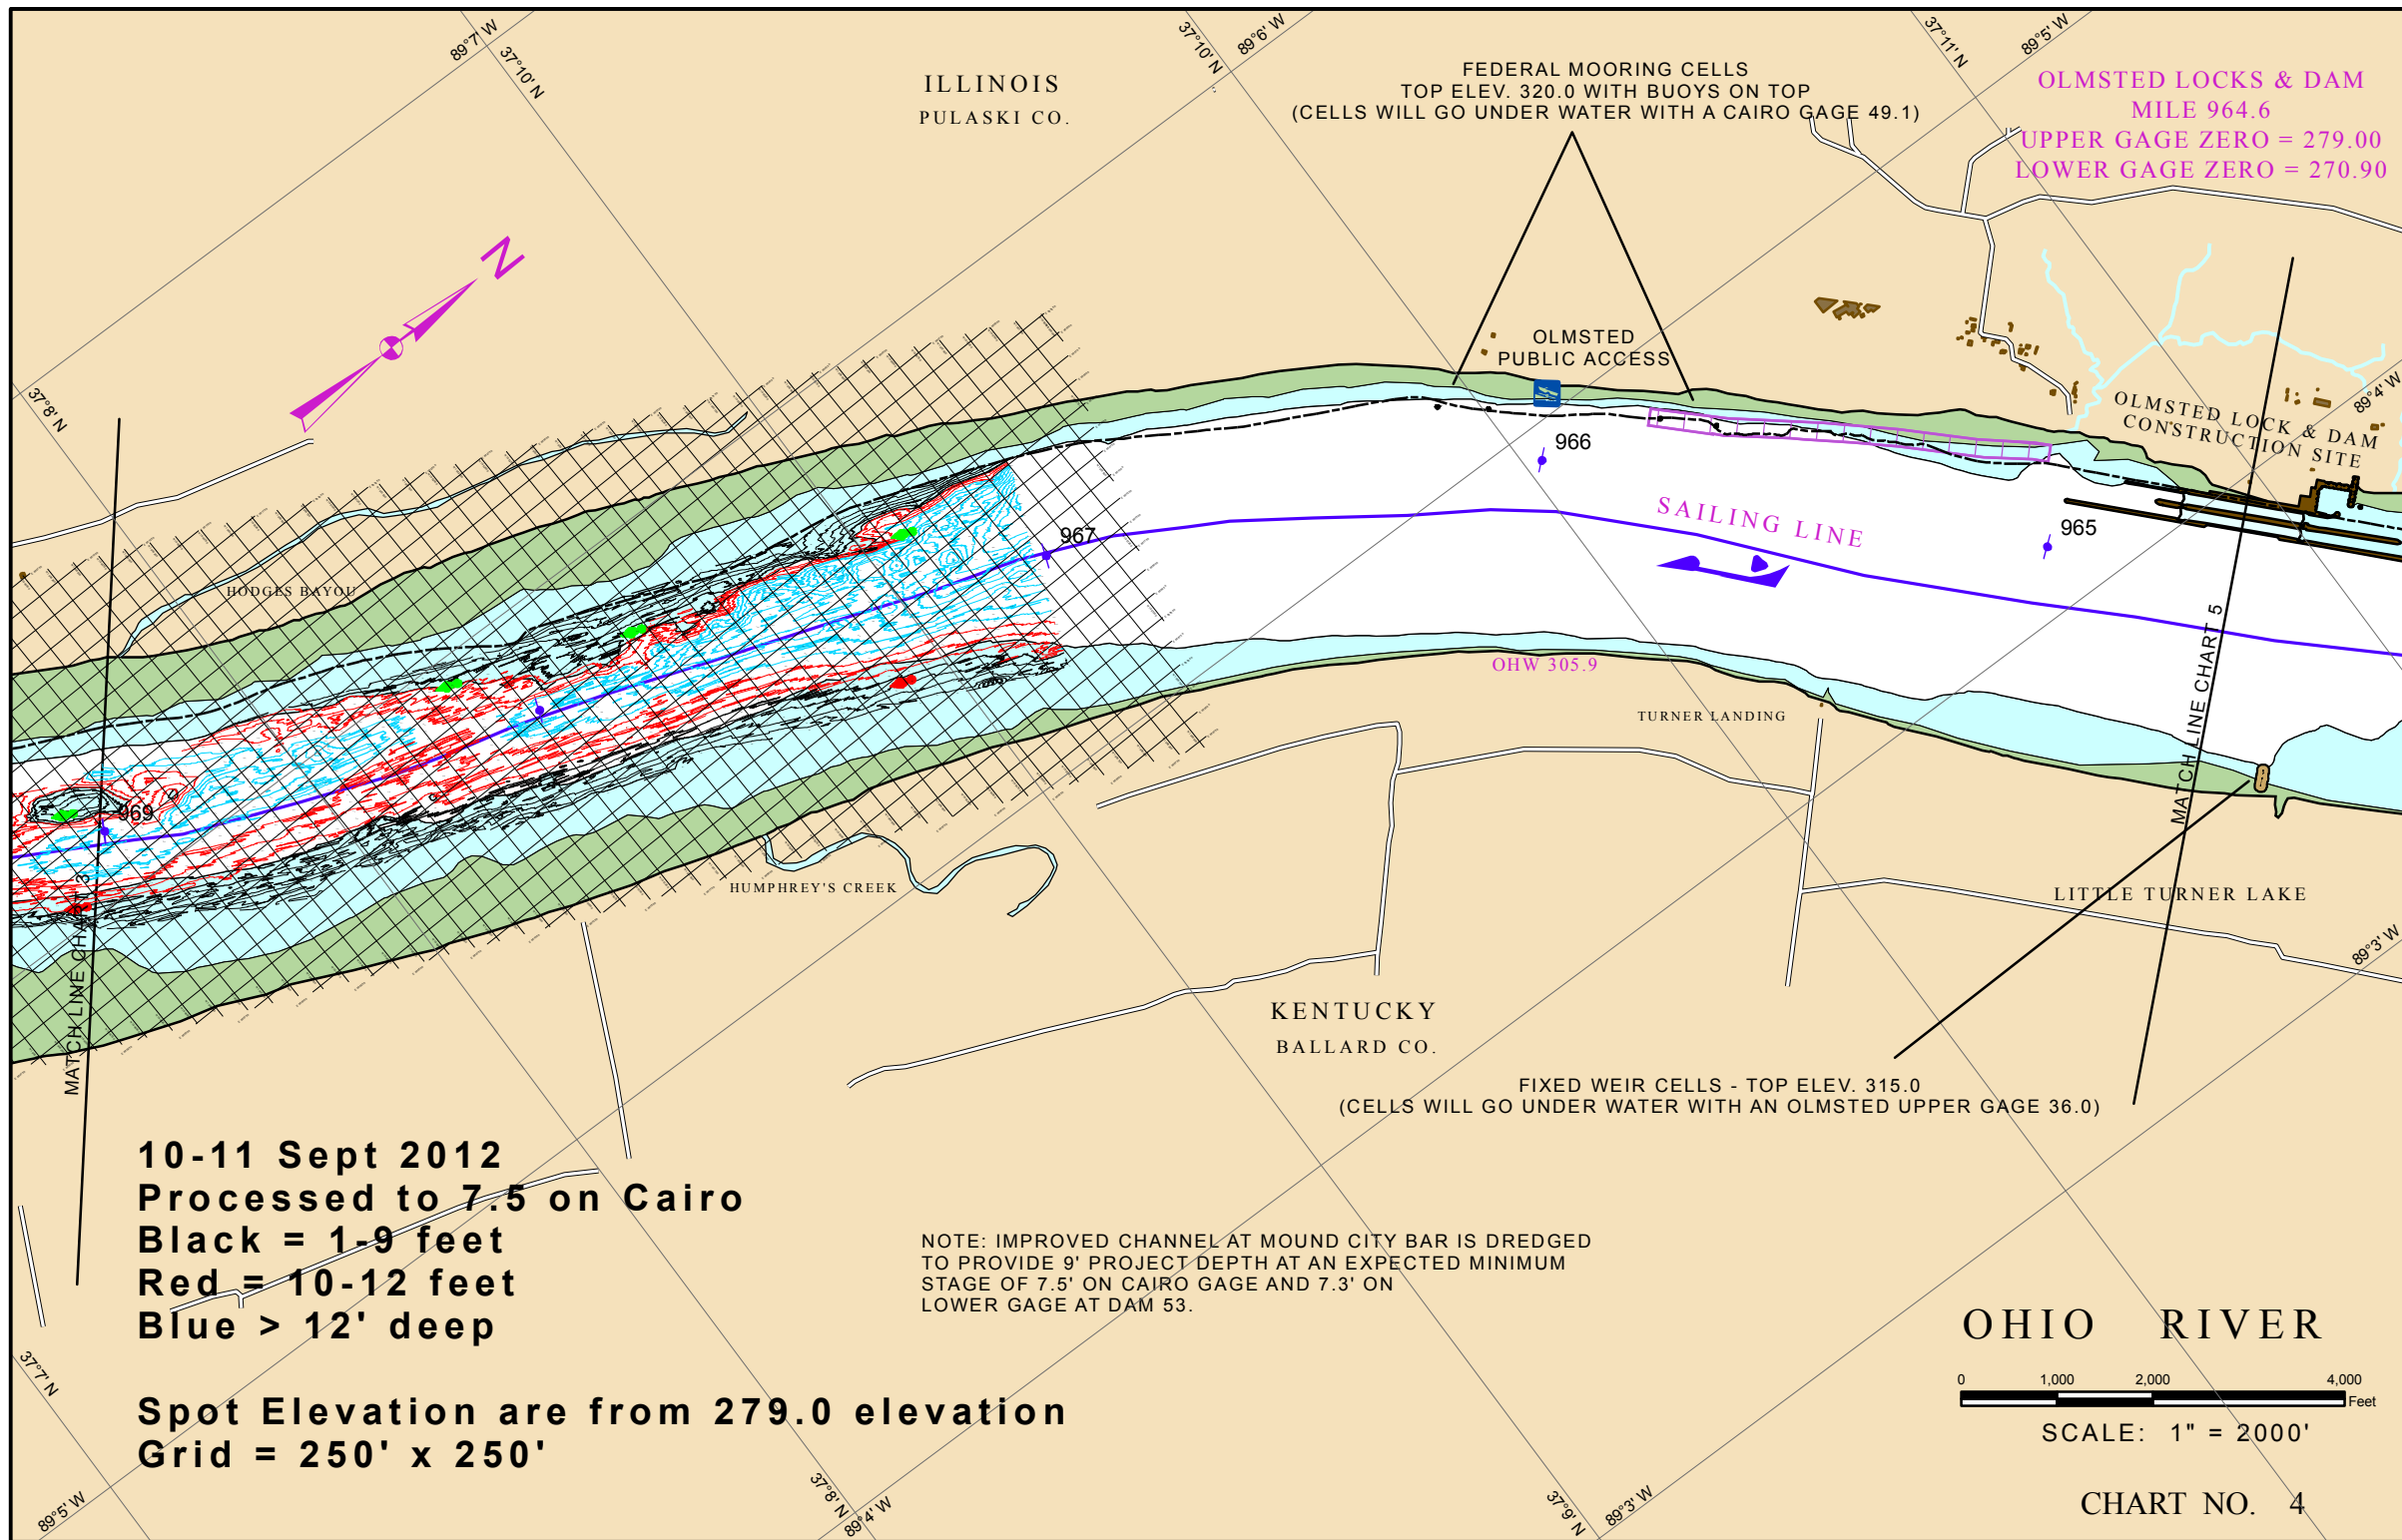 89°7' W
37°10' N
37°10' N
89°6' W
37°11' N
89°5' W
ILLINOIS
PULASKI CO.
FEDERAL MOORING CELLS
TOP ELEV. 320.0 WITH BUOYS ON TOP
(CELLS WILL GO UNDER WATER WITH A CAIRO GAGE 49.1)
OLMSTED LOCKS & DAM
MILE 964.6
UPPER GAGE ZERO = 279.00
LOWER GAGE ZERO = 270.90
N
OLMSTED
PUBLIC ACCESS
37°8' N
89°4' W
OLMSTED LOCK & DAM
CONSTRUCTION SITE
966
SAILING LINE
965
967
HODGES BAYOU
MATCH LINE CHART 5
OHW 305.9
TURNER LANDING
969
MATCH LINE CHART 3
HUMPHREY'S CREEK
LITTLE TURNER LAKE
89°3' W
KENTUCKY
BALLARD CO.
FIXED WEIR CELLS - TOP ELEV. 315.0
(CELLS WILL GO UNDER WATER WITH AN OLMSTED UPPER GAGE 36.0)
10-11 Sept 2012
Processed to 7.5 on Cairo
Black = 1-9 feet
Red = 10-12 feet
Blue > 12' deep
Spot Elevation are from 279.0 elevation
Grid = 250' x 250'
NOTE: IMPROVED CHANNEL AT MOUND CITY BAR IS DREDGED
TO PROVIDE 9' PROJECT DEPTH AT AN EXPECTED MINIMUM
STAGE OF 7.5' ON CAIRO GAGE AND 7.3' ON
LOWER GAGE AT DAM 53.
OHIO RIVER
0 1,000 2,000 4,000
Feet
SCALE: 1" = 2000'
CHART NO. 4
37°7' N
89°5' W
37°8' N
89°4' W
37°9' N
89°3' W